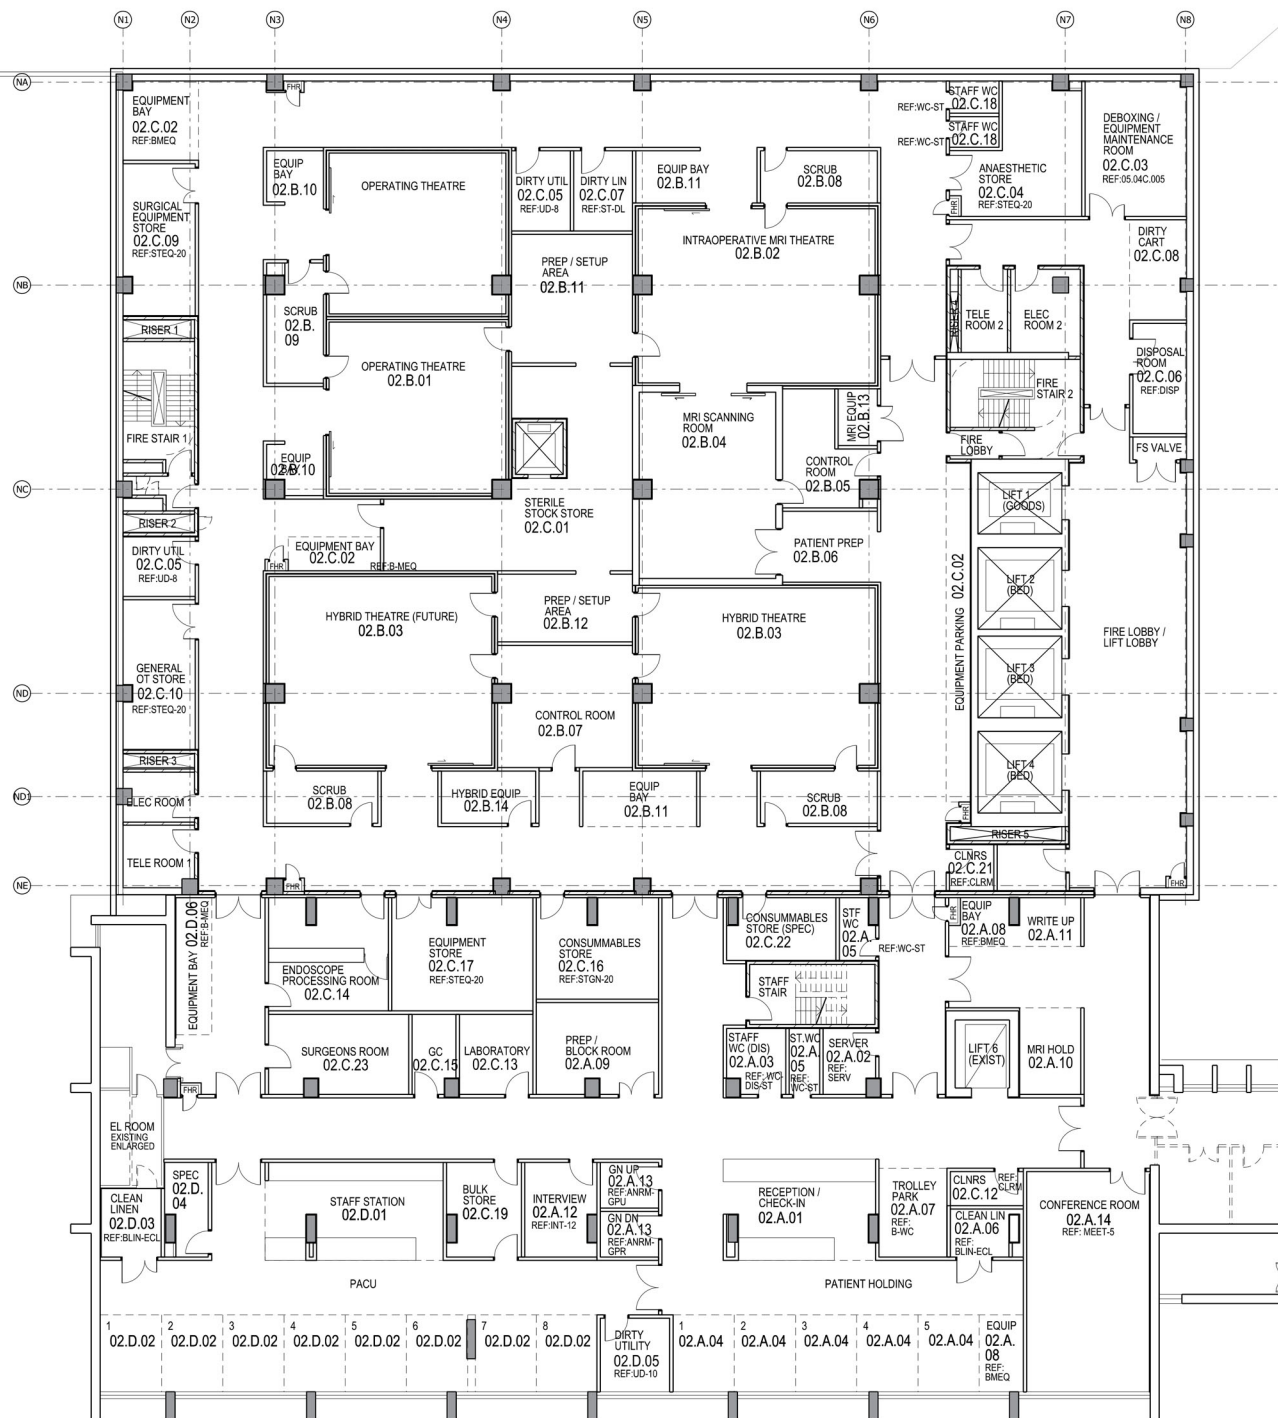 N1
N2
N3
N4
N5
N6
N7
N8
NA
NB
NC
ND
ND1
NE
EQUIPMENT
BAY
02.C.02
REF:BMEQ
FHR
STAFF WC
02.C.18
REF:WC-ST
STAFF WC
02.C.18
REF:WC-ST
DEBOXING /
EQUIPMENT
MAINTENANCE
ROOM
02.C.03
REF:05.04C.005
EQUIP
BAY
02.B.10
OPERATING THEATRE
DIRTY UTIL
02.C.05
REF:UD-8
DIRTY LIN
02.C.07
REF:ST-DL
EQUIP BAY
02.B.11
SCRUB
02.B.08
ANAESTHETIC
STORE
02.C.04
REF:STEQ-20
FHR
SURGICAL
EQUIPMENT
STORE
02.C.09
REF:STEQ-20
INTRAOPERATIVE MRI THEATRE
02.B.02
DIRTY
CART
02.C.08
PREP / SETUP
AREA
02.B.11
RISER 1
SCRUB
02.B.
09
RISER 4
TELE
ROOM 2
ELEC
ROOM 2
OPERATING THEATRE
02.B.01
DISPOSAL
ROOM
02.C.06
REF:DISP
FIRE
STAIR 2
MRI SCANNING
ROOM
02.B.04
MRI EQUIP
02.B.13
FIRE STAIR 1
FIRE
LOBBY
FS VALVE
EQUIP
BAY
02.B.10
CONTROL
ROOM
02.B.05
LIFT 1
(GOODS)
STERILE
STOCK STORE
02.C.01
RISER 2
EQUIPMENT BAY
02.C.02
REF:B-MEQ
FHR
PATIENT PREP
02.B.06
DIRTY UTIL
02.C.05
REF:UD-8
EQUIPMENT PARKING 02.C.02
LIFT 2
(BED)
PREP / SETUP
AREA
02.B.12
HYBRID THEATRE (FUTURE)
02.B.03
HYBRID THEATRE
02.B.03
FIRE LOBBY /
LIFT LOBBY
GENERAL
OT STORE
02.C.10
REF:STEQ-20
LIFT 3
(BED)
CONTROL ROOM
02.B.07
RISER 3
LIFT 4
(BED)
SCRUB
02.B.08
HYBRID EQUIP
02.B.14
EQUIP
BAY
02.B.11
SCRUB
02.B.08
ELEC ROOM 1
FHR
RISER 5
TELE ROOM 1
CLNRS
02.C.21
REF:CLRM
FHR
FHR
EQUIPMENT BAY 02.D.06
REF:B-MEQ
EQUIPMENT
STORE
02.C.17
REF:STEQ-20
CONSUMMABLES
STORE
02.C.16
REF:STGN-20
CONSUMMABLES
STORE (SPEC)
02.C.22
STF
WC
02.A.
05
REF:WC-ST
FHR
EQUIP
BAY
02.A.08
REF:BMEQ
WRITE UP
02.A.11
ENDOSCOPE
PROCESSING ROOM
02.C.14
STAFF
STAIR
SURGEONS ROOM
02.C.23
GC
02.C.15
LABORATORY
02.C.13
PREP /
BLOCK ROOM
02.A.09
STAFF
WC (DIS)
02.A.03
REF: WC-
DIS-ST
ST.WC
02.A.
05
REF:
WC-ST
SERVER
02.A.02
REF:
SERV
LIFT 6
(EXIST)
MRI HOLD
02.A.10
FHR
EL ROOM
EXISTING
ENLARGED
SPEC
02.D.
04
CLEAN
LINEN
02.D.03
REF:BLIN-ECL
STAFF STATION
02.D.01
BULK
STORE
02.C.19
INTERVIEW
02.A.12
REF:INT-12
GN UP
02.A.13
REF:ANRM-
GPU
GN DN
02.A.13
REF:ANRM-
GPR
RECEPTION /
CHECK-IN
02.A.01
TROLLEY
PARK
02.A.07
REF:
B-WC
CLNRS
02.C.12
REF:
CLRM
CLEAN LIN
02.A.06
REF:
BLIN-ECL
CONFERENCE ROOM
02.A.14
REF: MEET-5
PACU
PATIENT HOLDING
1
02.D.02
2
02.D.02
3
02.D.02
4
02.D.02
5
02.D.02
6
02.D.02
7
02.D.02
8
02.D.02
DIRTY
UTILITY
02.D.05
REF:UD-10
1
02.A.04
2
02.A.04
3
02.A.04
4
02.A.04
5
02.A.04
EQUIP
02.A.
08
REF:
BMEQ